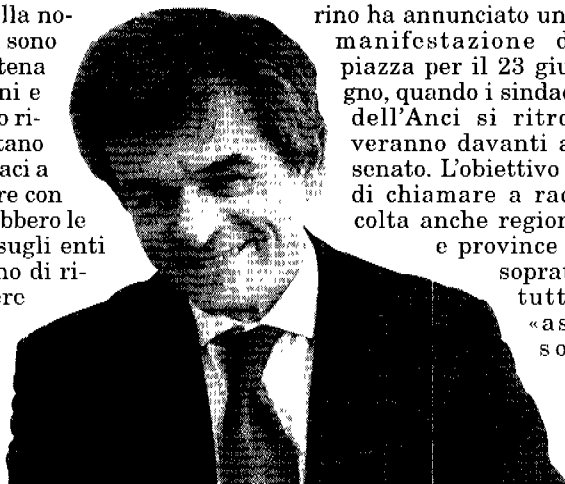 lla no-
sono
tena
ni e
o ri-
tano
aci a
re con
bbero le
sugli enti
no di ri-
ere
rino ha annunciato un
manifestazione d
piazza per il 23 giu
gno, quando i sindac
dell'Anci si ritro
veranno davanti a
senato. L'obiettivo
di chiamare a rac
colta anche region
e province
soprat
tutt
«as
so